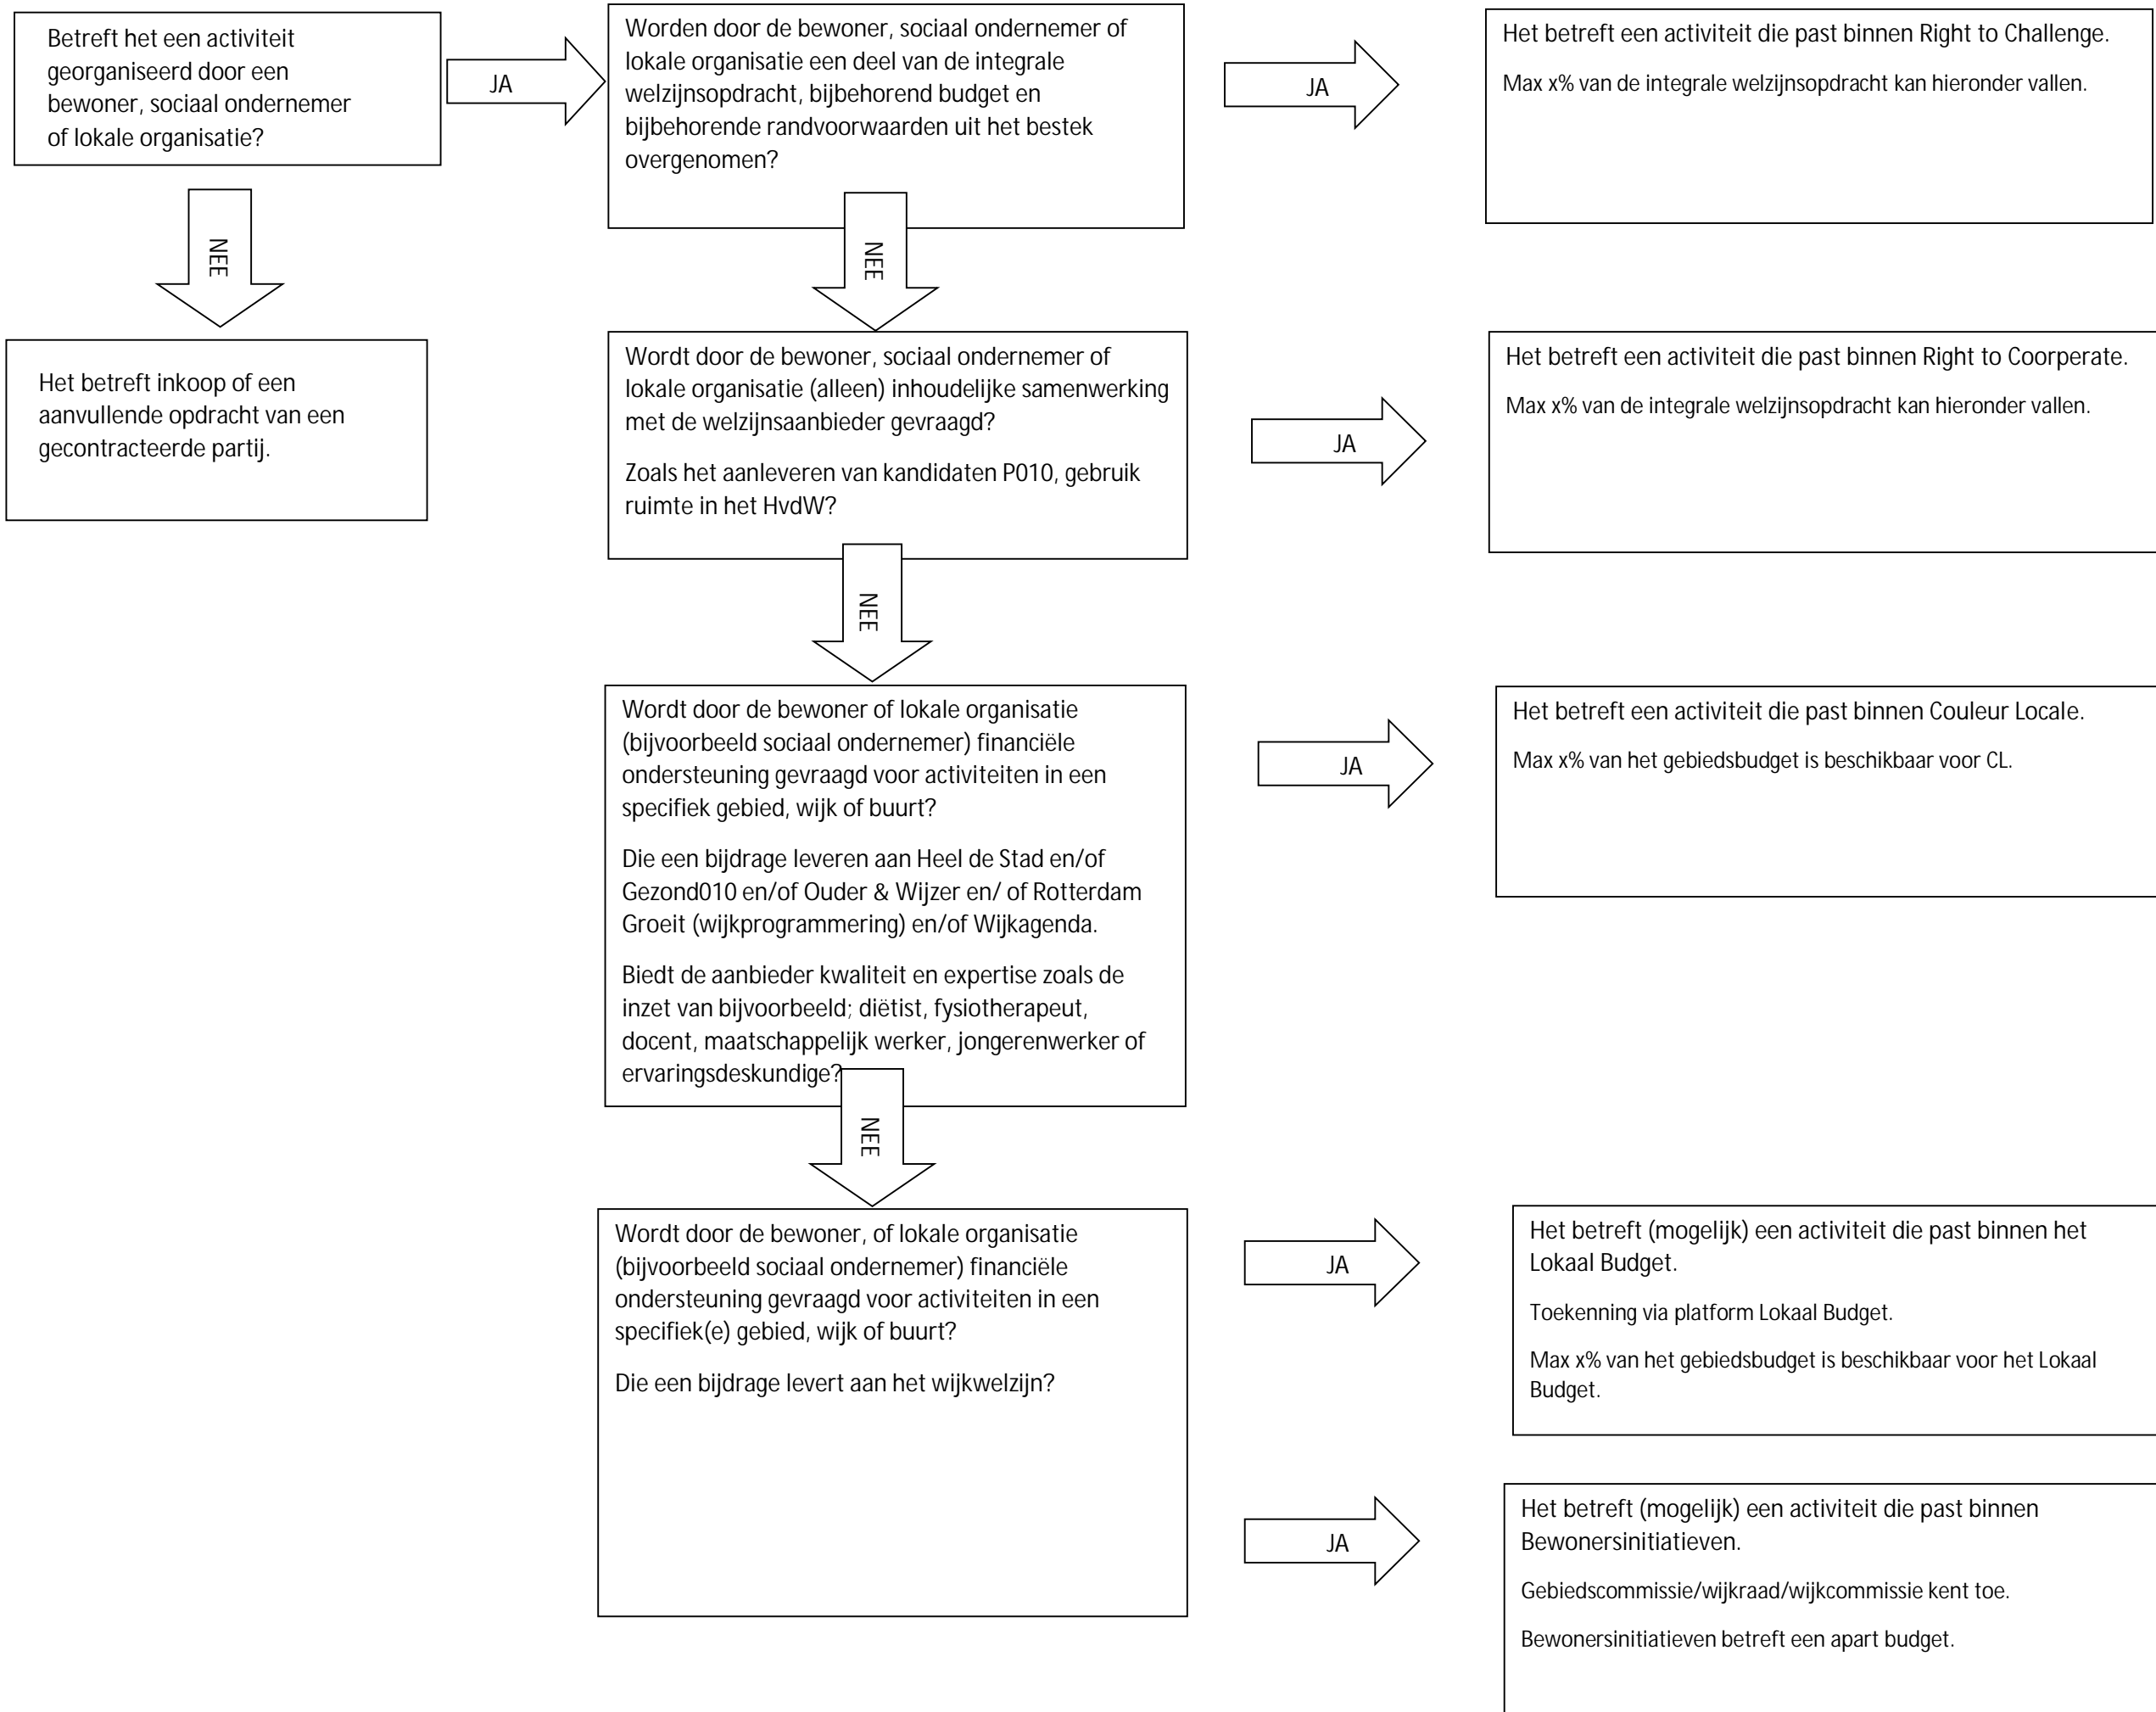 Betreft het een activiteit
georganiseerd door een
bewoner, sociaal ondernemer
of lokale organisatie?
JA
Worden door de bewoner, sociaal ondernemer of
lokale organisatie een deel van de integrale
welzijnsopdracht, bijbehorend budget en
bijbehorende randvoorwaarden uit het bestek
overgenomen?
JA
Het betreft een activiteit die past binnen Right to Challenge.
Max x% van de integrale welzijnsopdracht kan hieronder vallen.
NEE
NEE
Het betreft inkoop of een
aanvullende opdracht van een
gecontracteerde partij.
Wordt door de bewoner, sociaal ondernemer of
lokale organisatie (alleen) inhoudelijke samenwerking
met de welzijnsaanbieder gevraagd?
Zoals het aanleveren van kandidaten P010, gebruik
ruimte in het HvdW?
JA
Het betreft een activiteit die past binnen Right to Coorperate.
Max x% van de integrale welzijnsopdracht kan hieronder vallen.
NEE
Wordt door de bewoner of lokale organisatie
(bijvoorbeeld sociaal ondernemer) financiële
ondersteuning gevraagd voor activiteiten in een
specifiek gebied, wijk of buurt?
Die een bijdrage leveren aan Heel de Stad en/of
Gezond010 en/of Ouder & Wijzer en/ of Rotterdam
Groeit (wijkprogrammering) en/of Wijkagenda.
Biedt de aanbieder kwaliteit en expertise zoals de
inzet van bijvoorbeeld; diëtist, fysiotherapeut,
docent, maatschappelijk werker, jongerenwerker of
ervaringsdeskundige?
JA
Het betreft een activiteit die past binnen Couleur Locale.
Max x% van het gebiedsbudget is beschikbaar voor CL.
NEE
Wordt door de bewoner, of lokale organisatie
(bijvoorbeeld sociaal ondernemer) financiële
ondersteuning gevraagd voor activiteiten in een
specifiek(e) gebied, wijk of buurt?
Die een bijdrage levert aan het wijkwelzijn?
JA
Het betreft (mogelijk) een activiteit die past binnen het
Lokaal Budget.
Toekenning via platform Lokaal Budget.
Max x% van het gebiedsbudget is beschikbaar voor het Lokaal
Budget.
JA
Het betreft (mogelijk) een activiteit die past binnen
Bewonersinitiatieven.
Gebiedscommissie/wijkraad/wijkcommissie kent toe.
Bewonersinitiatieven betreft een apart budget.